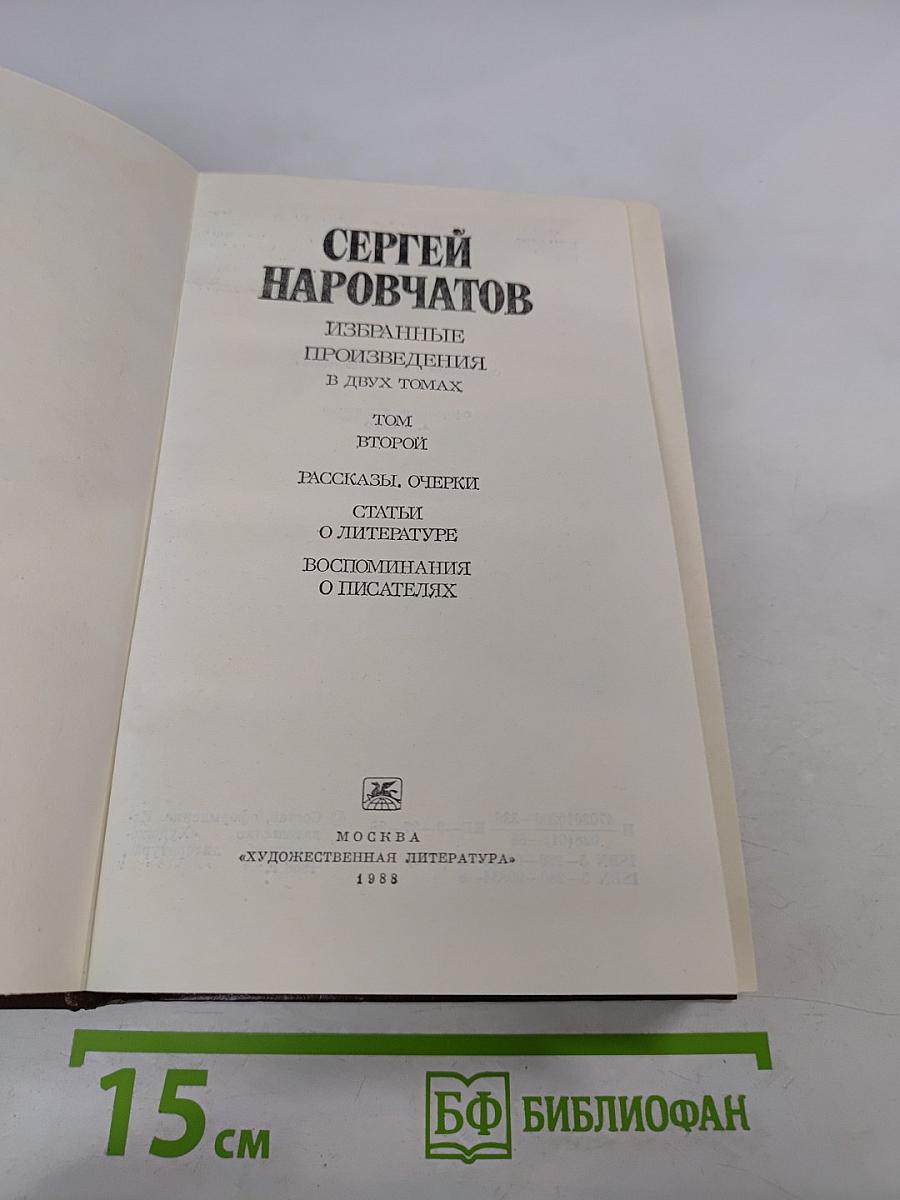 СЕРГЕЙ
НАРОВЧАТОВ
ИЗБРАННЫЕ
ПРОИЗВЕДЕНИЯ
В ДВУХ ТОМАХ
ТОМ
ВТОРОЙ
РАССКАЗЫ. ОЧЕРКИ
СТАТЬИ
О ЛИТЕРАТУРЕ
ВОСПОМИНАНИЯ
О ПИСАТЕЛЯХ
МОСКВА
«ХУДОЖЕСТВЕННАЯ ЛИТЕРАТУРА»
1988
15 см
БФ БИБЛИОФАН